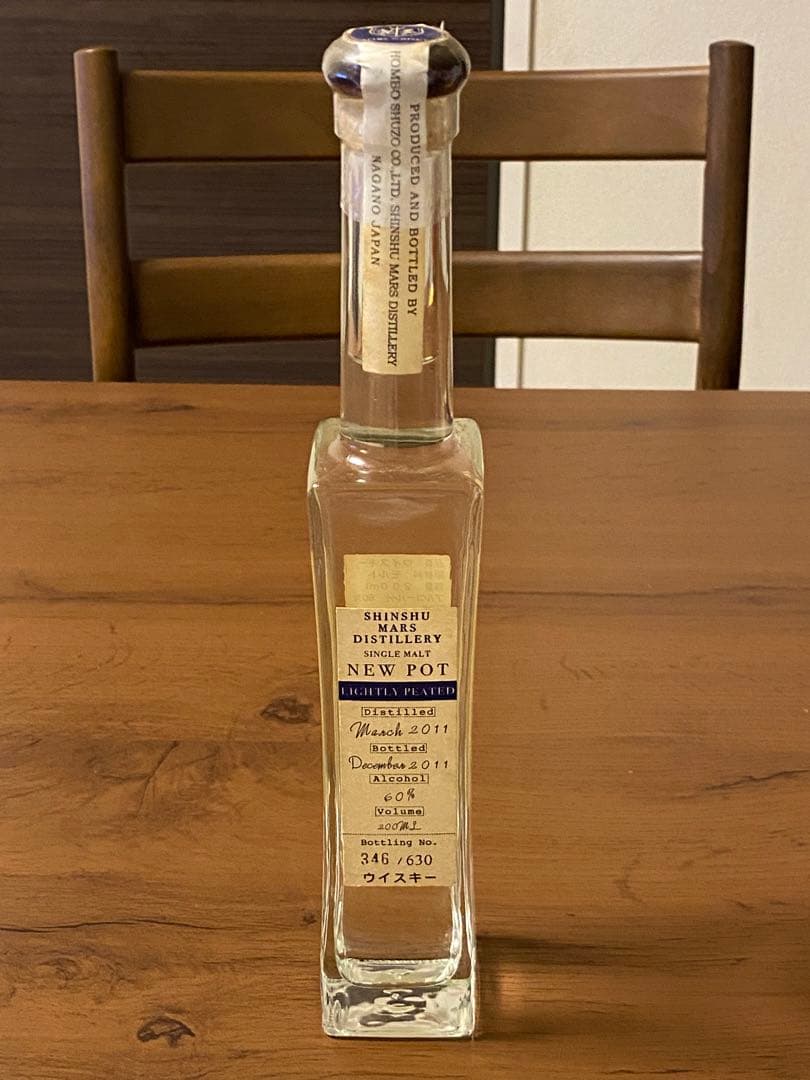 PRODUCED AND BOTTLED BY
HOMBO SHUZO CO.,LTD. SHINSHU MARS DISTILLERY
NAGANO JAPAN
SHINSHU
MARS
DISTILLERY
SINGLE MALT
NEW POT
LIGHTLY PEATED
Distilled
March 2011
Bottled
December 2011
Alcohol
60%
Volume
200ML
Bottling No.
346 / 630
ウイスキー